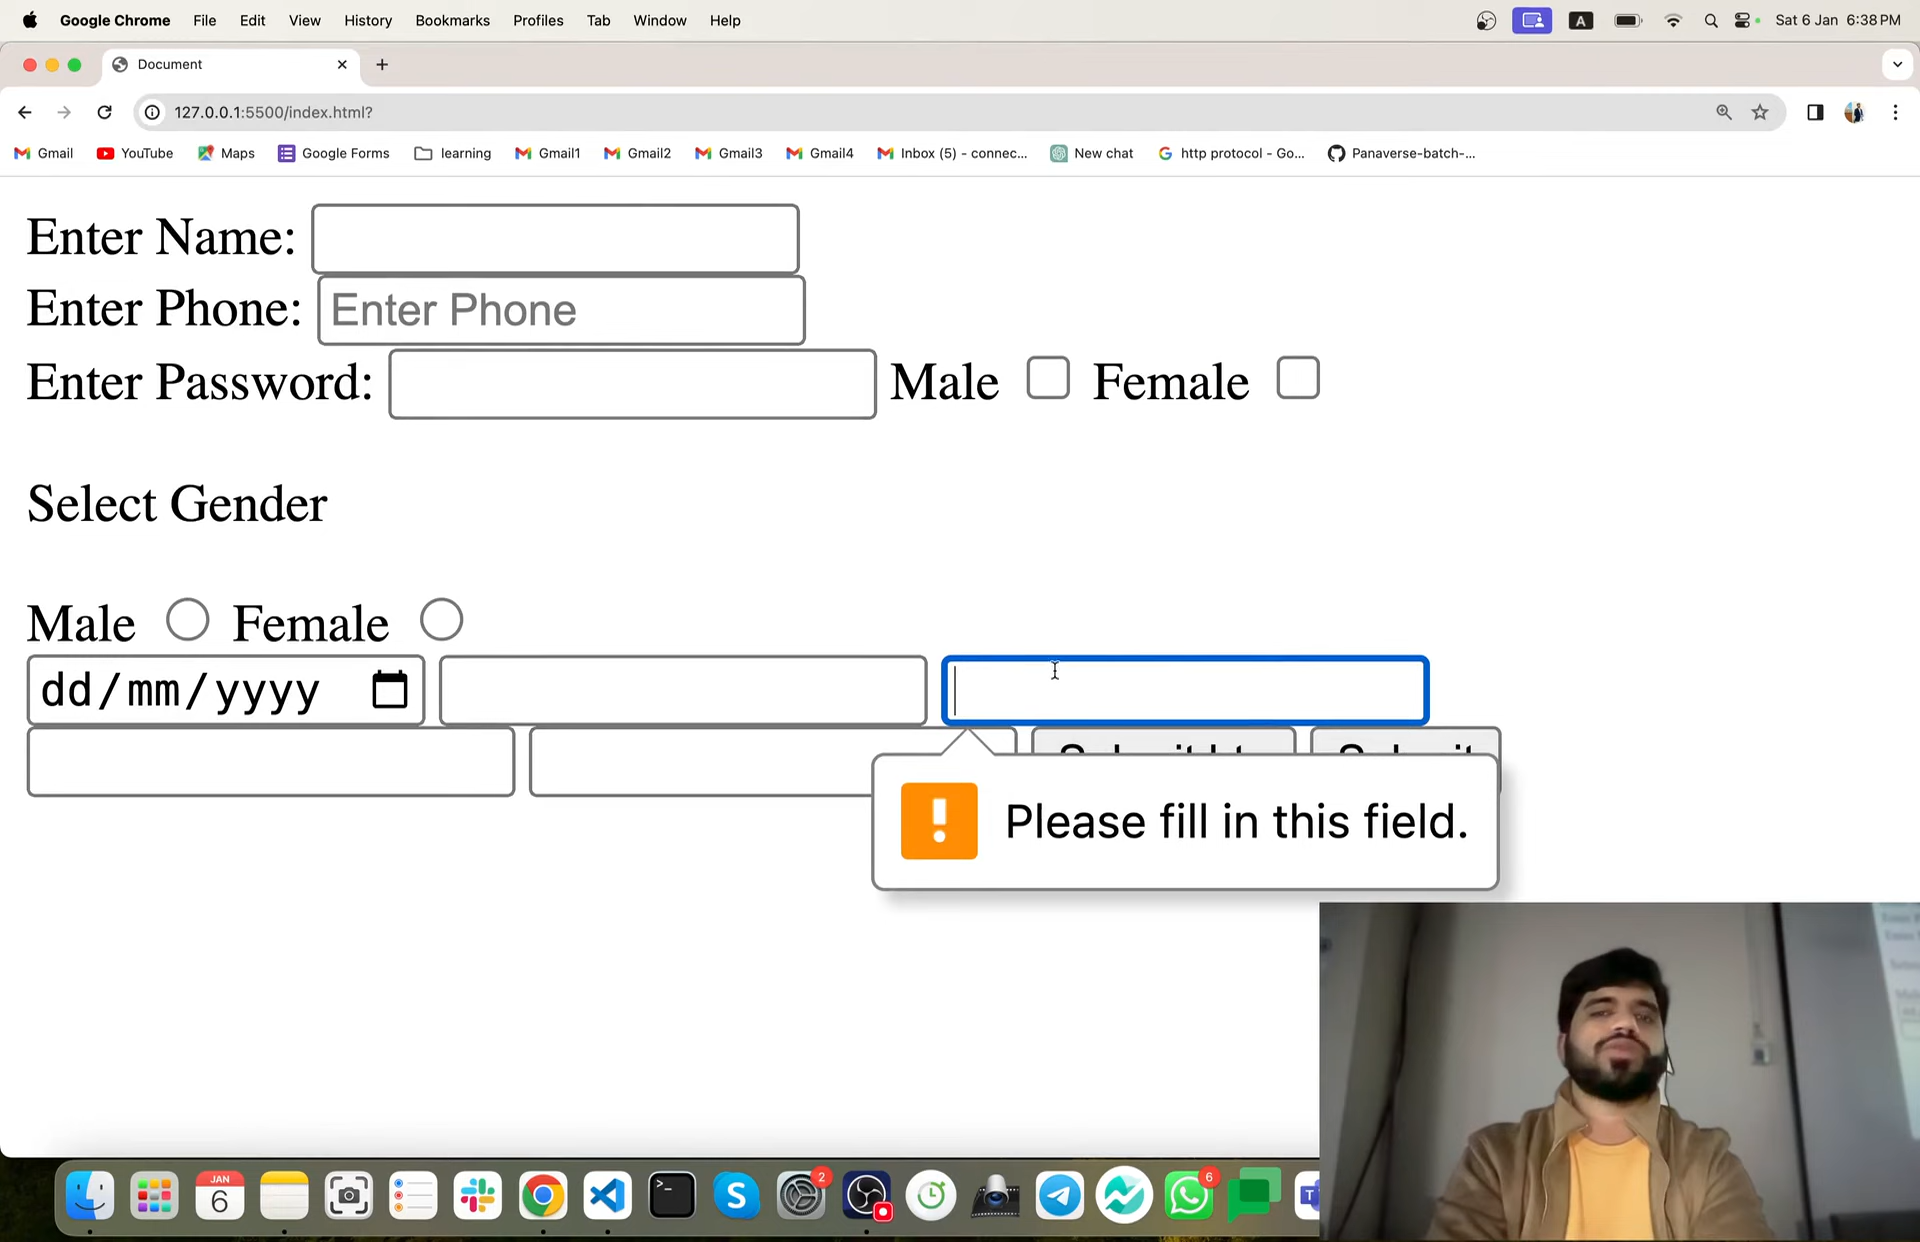 Google Chrome File Edit View History Bookmarks Profiles Tab Window Help A Sat 6 Jan 6:38 PM
Document
127.0.0.1:5500/index.html?
Gmail YouTube Maps Google Forms learning Gmail1 Gmail2 Gmail3 Gmail4 Inbox (5) - connec... New chat http protocol - Go... Panaverse-batch-...
Enter Name:
Enter Phone: Enter Phone
Enter Password: Male Female
Select Gender
Male Female
dd/mm/yyyy
Please fill in this field.
JAN
6
2
6